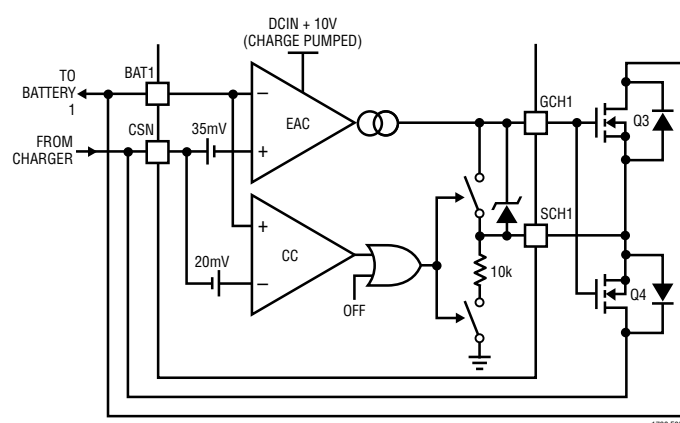 DCIN + 10V
(CHARGE PUMPED)
TO
BATTERY
1
BAT1
GCH1
–
EAC
+
Q3
FROM
CHARGER
CSN
35mV
SCH1
+
CC
–
20mV
10k
OFF
Q4